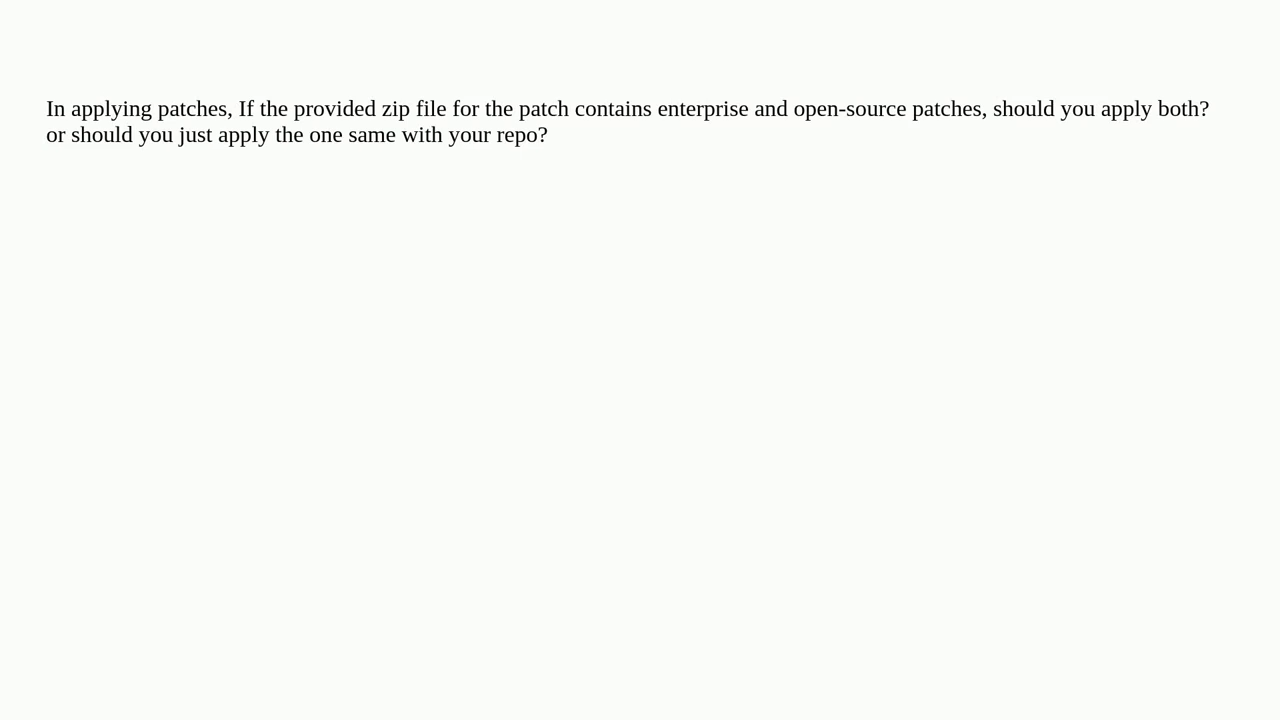 In applying patches, If the provided zip file for the patch contains enterprise and open-source patches, should you apply both?
or should you just apply the one same with your repo?